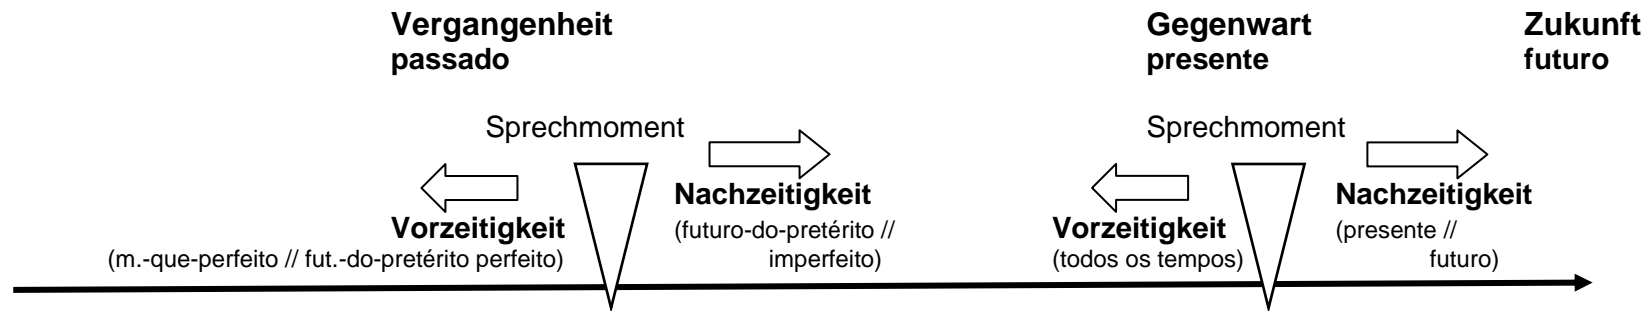 Vergangenheit
passado
Gegenwart
presente
Zukunft
futuro
Sprechmoment
Sprechmoment
Nachzeitigkeit
(futuro-do-pretérito //
imperfeito)
Vorzeitigkeit
(m.-que-perfeito // fut.-do-pretérito perfeito)
Nachzeitigkeit
(presente //
futuro)
Vorzeitigkeit
(todos os tempos)